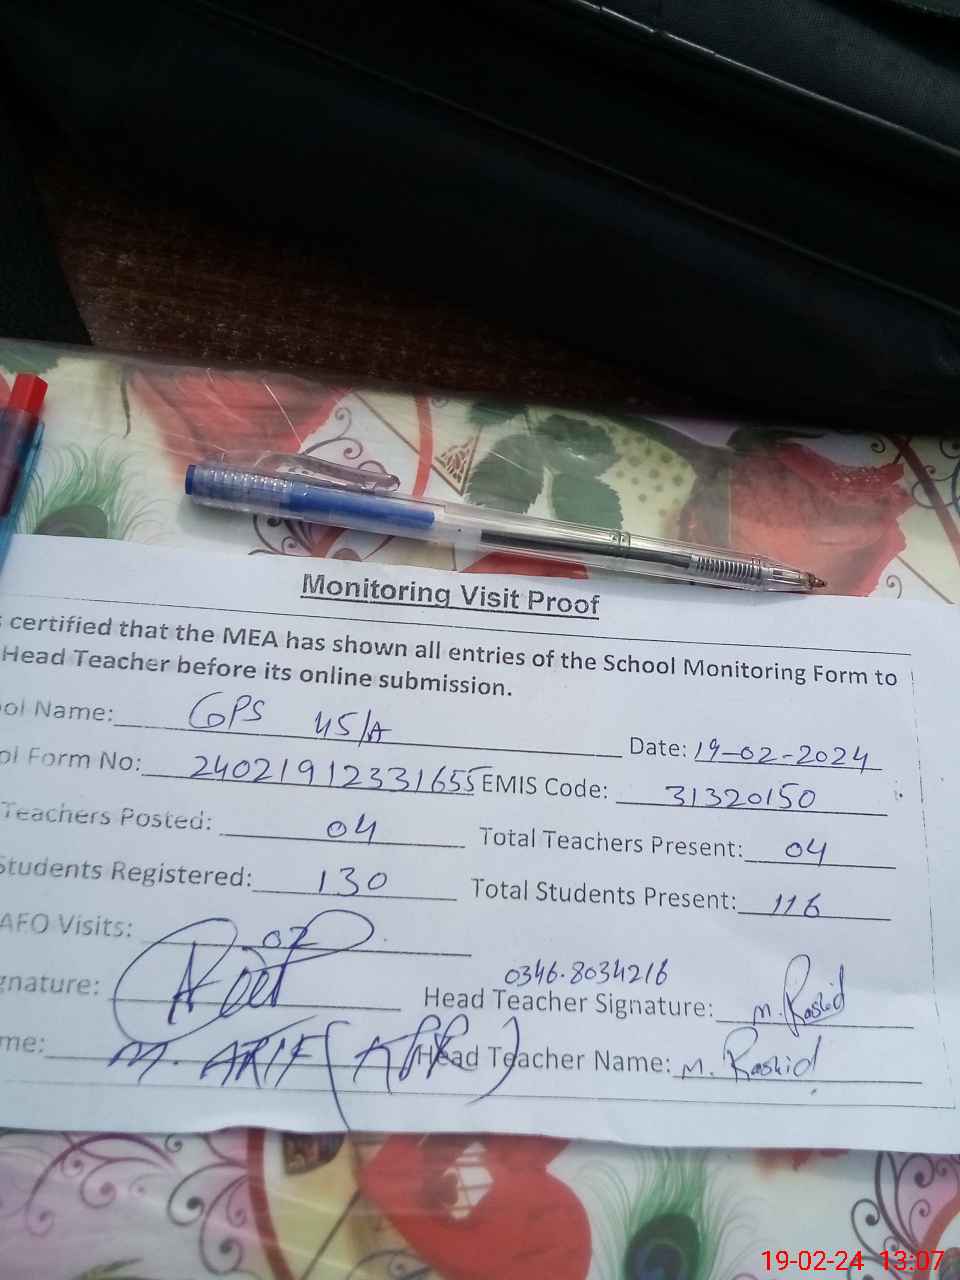 Monitoring Visit Proof
certified that the MEA has shown all entries of the School Monitoring Form to
Head Teacher before its online submission.
ol Name: GPS 45/A Date: 19-02-2024
ol Form No: 24021912331655 EMIS Code: 31320150
Teachers Posted: 04 Total Teachers Present: 04
Students Registered: 130 Total Students Present: 116
AFO Visits: 02
0346-8034216
gnature: Head Teacher Signature: M. Rashid
me: M. ARIF Head Teacher Name: M. Rashid
19-02-24 13:07